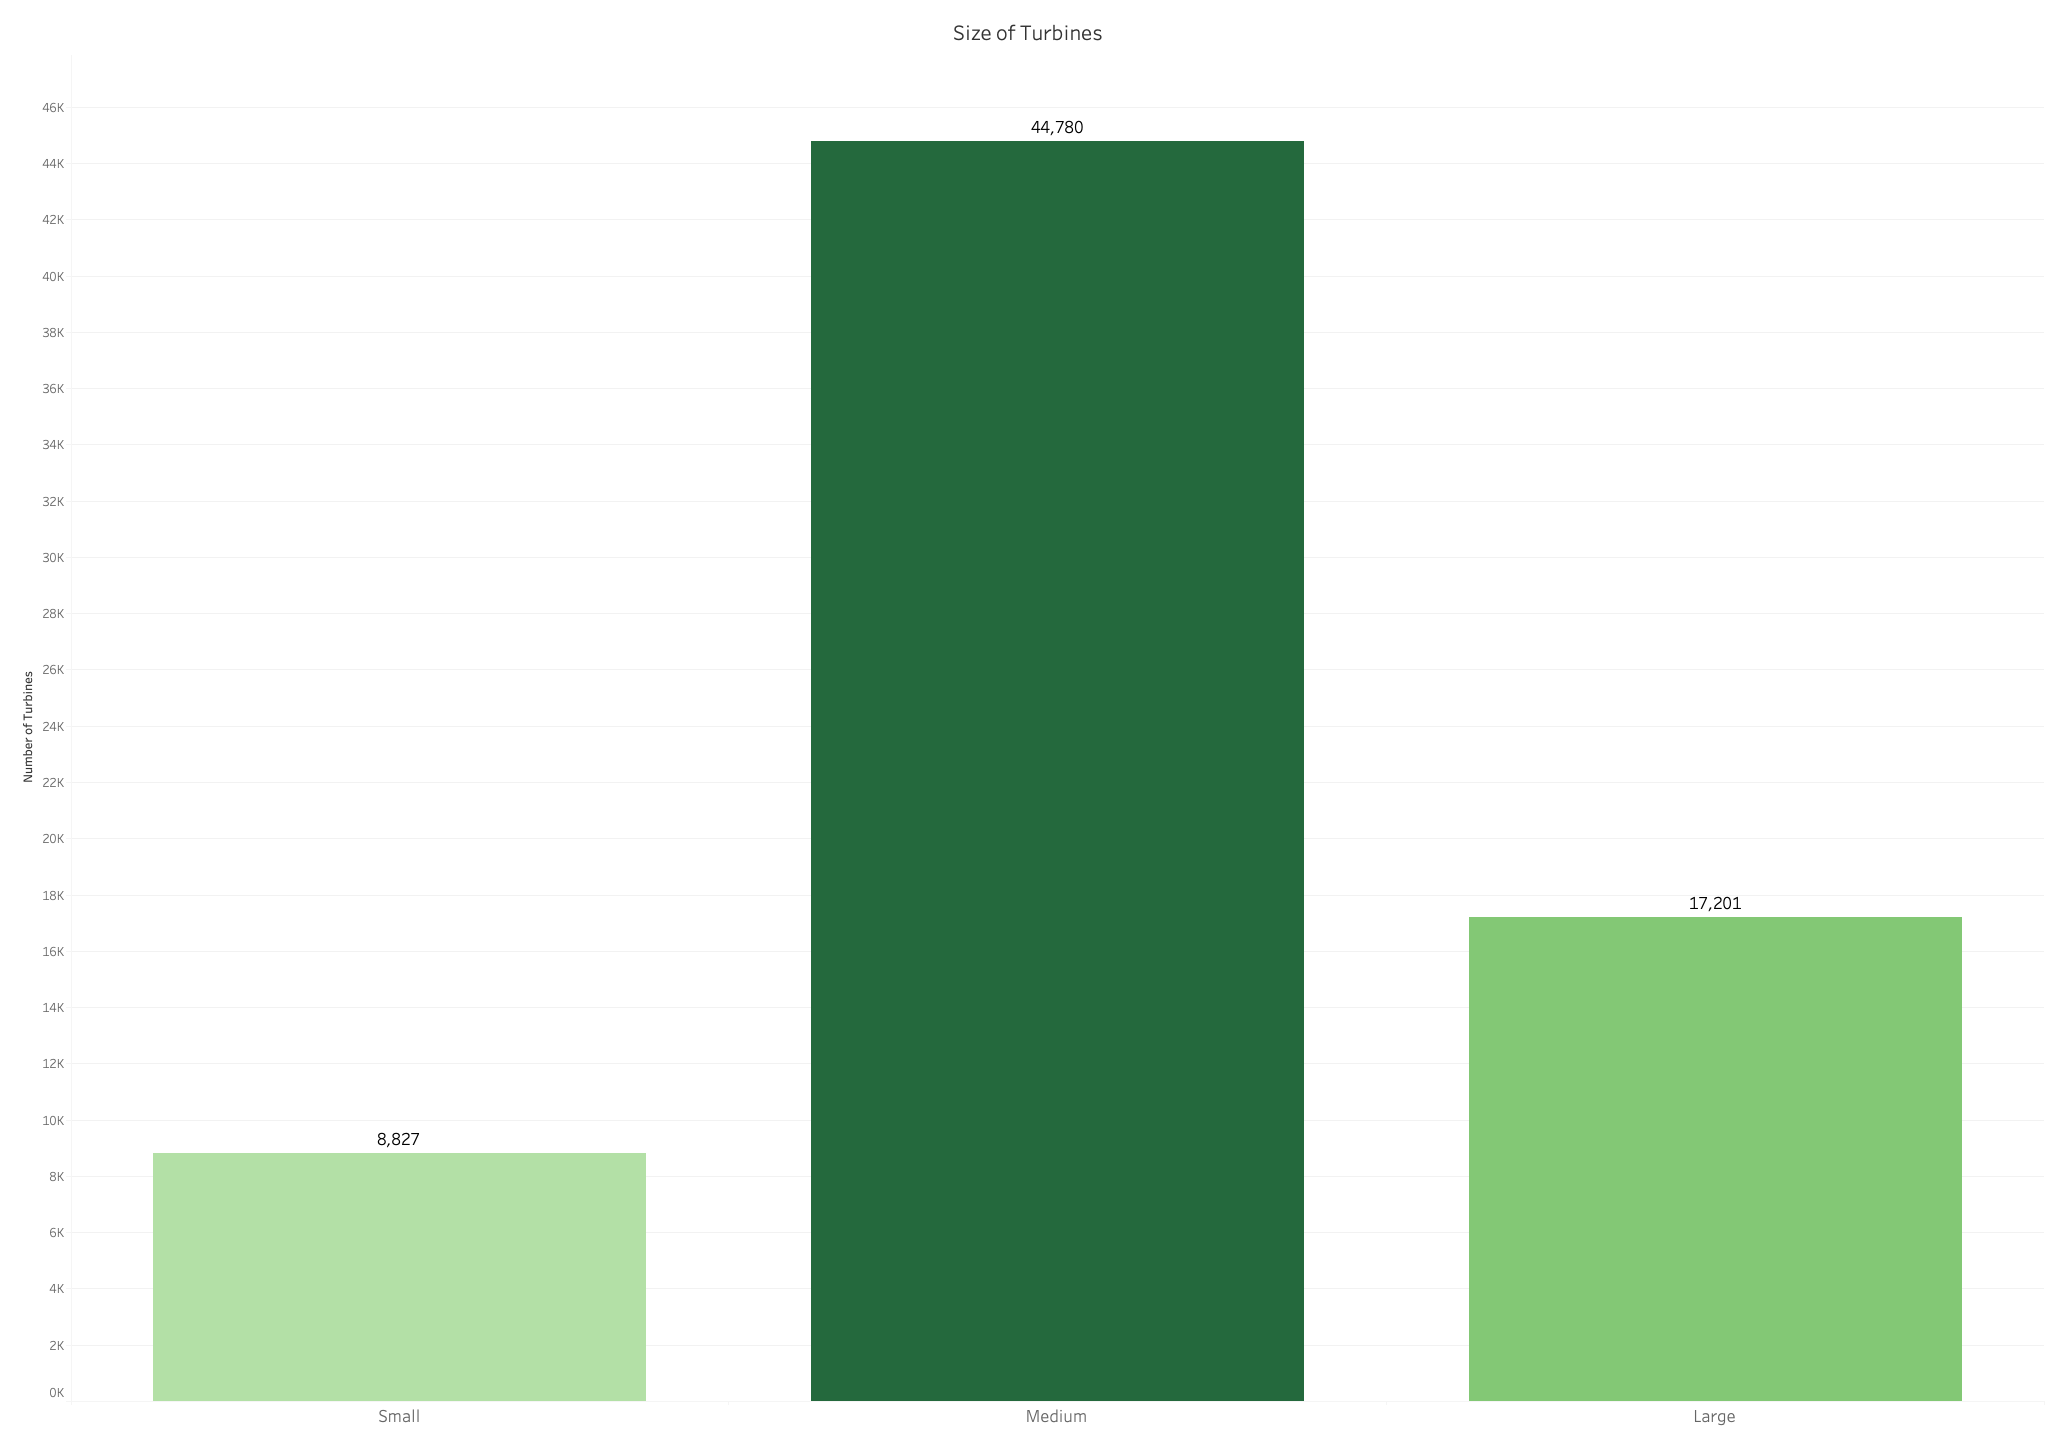 Size of Turbines
Number of Turbines
46K
44K
42K
40K
38K
36K
34K
32K
30K
28K
26K
24K
22K
20K
18K
16K
14K
12K
10K
8K
6K
4K
2K
0K
8,827
44,780
17,201
Small
Medium
Large